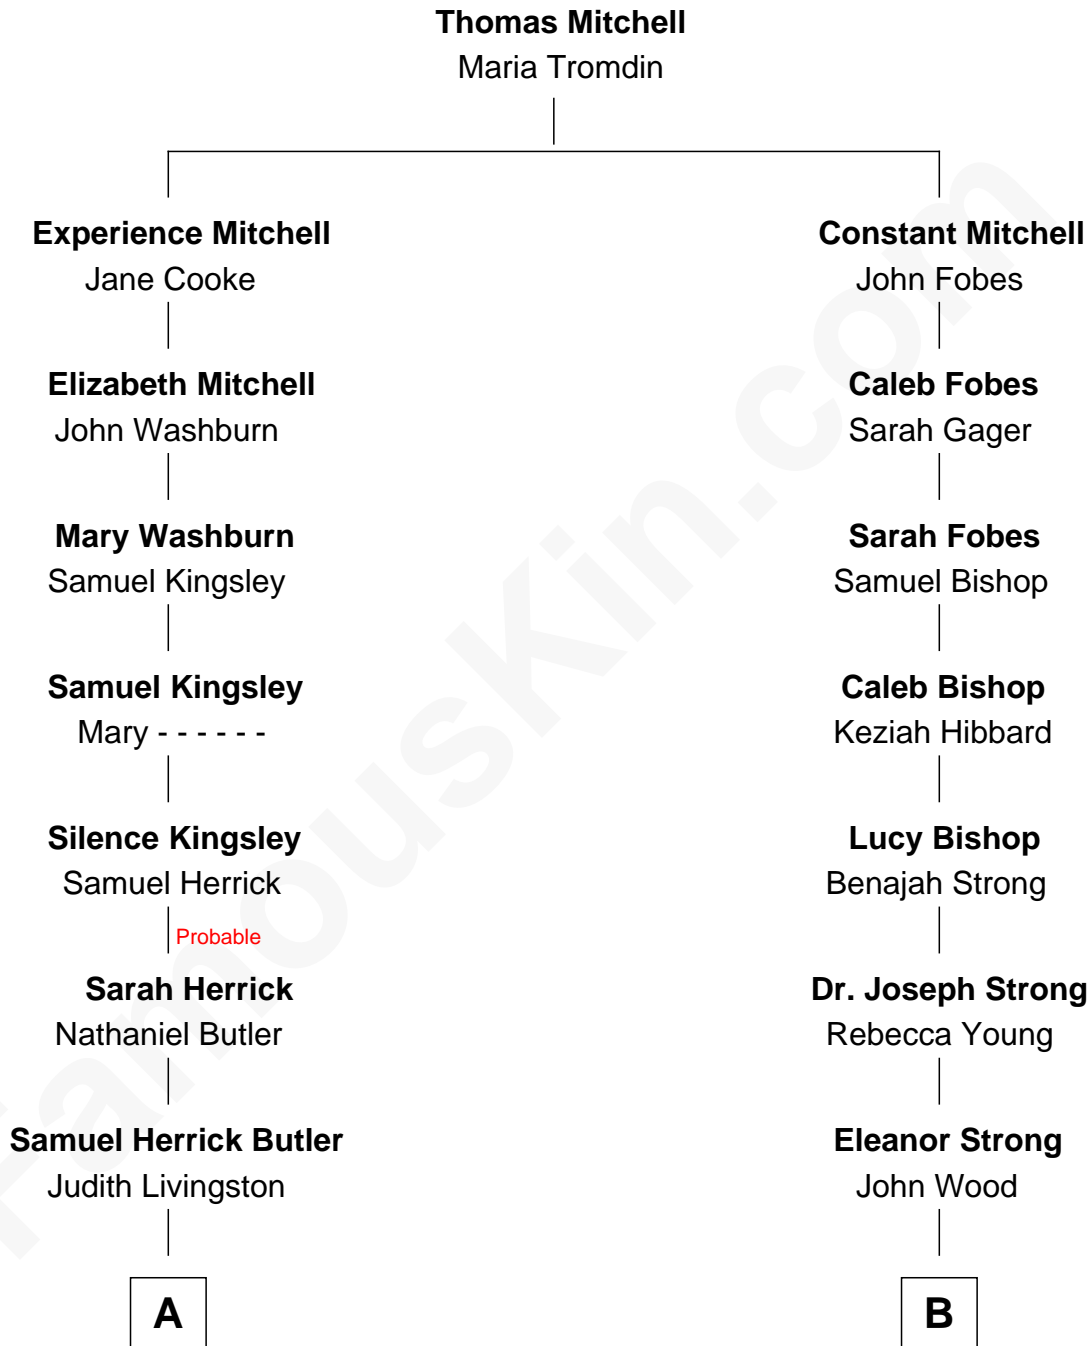 Thomas Mitchell
Maria Tromdin
Experience Mitchell
Jane Cooke
Constant Mitchell
John Fobes
Elizabeth Mitchell
John Washburn
Caleb Fobes
Sarah Gager
Mary Washburn
Samuel Kingsley
Sarah Fobes
Samuel Bishop
Samuel Kingsley
Mary - - - - - -
Caleb Bishop
Keziah Hibbard
Silence Kingsley
Samuel Herrick
Lucy Bishop
Benajah Strong
Probable
Sarah Herrick
Nathaniel Butler
Dr. Joseph Strong
Rebecca Young
Samuel Herrick Butler
Judith Livingston
Eleanor Strong
John Wood
A
B
FamousKin.com